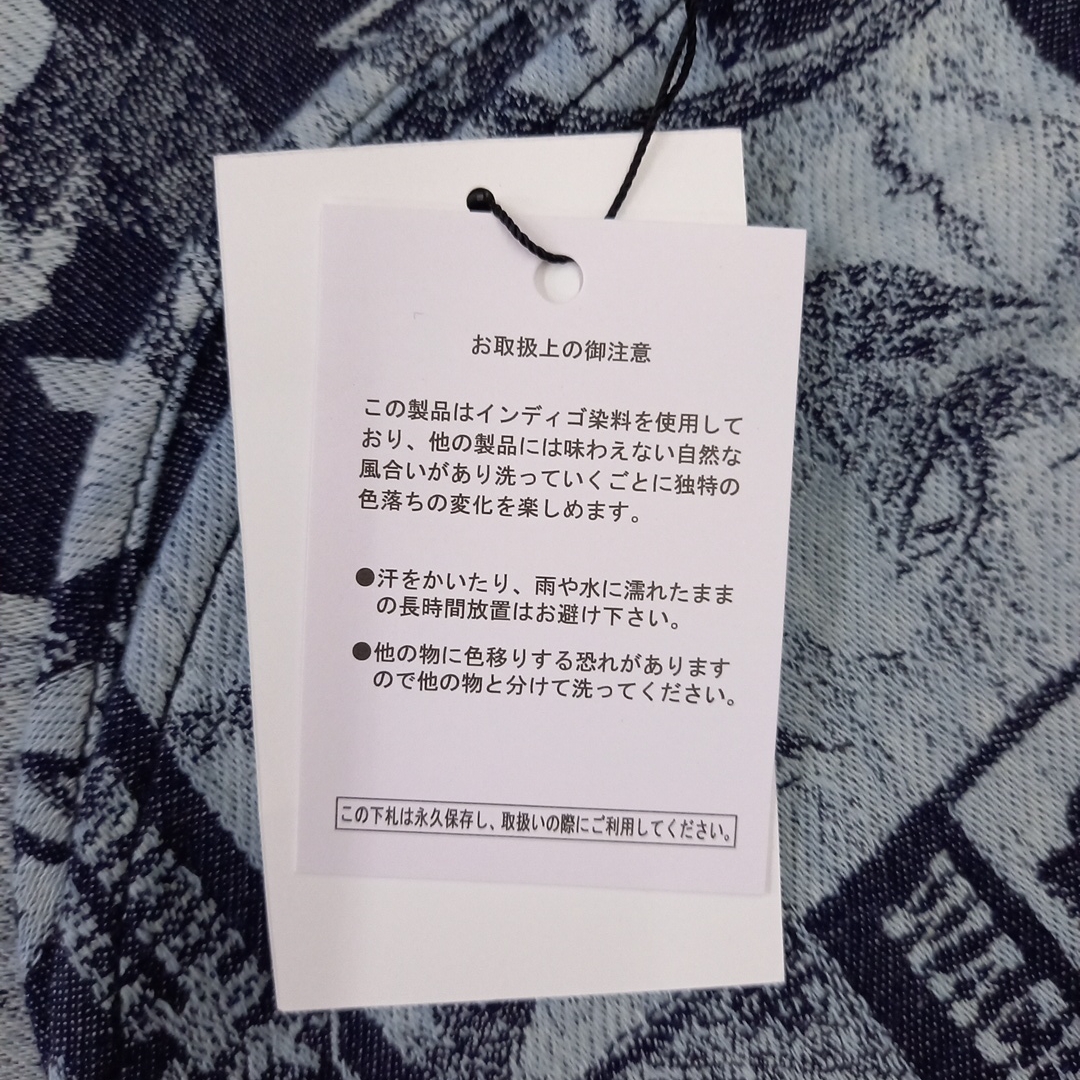 お取扱上の御注意
この製品はインディゴ染料を使用して
おり、他の製品には味わえない自然な
風合いがあり洗っていくごとに独特の
色落ちの変化を楽しめます。
●汗をかいたり、雨や水に濡れたまま
の長時間放置はお避け下さい。
●他の物に色移りする恐れがあります
ので他の物と分けて洗ってください。
この下札は永久保存し、取扱いの際にご利用してください。